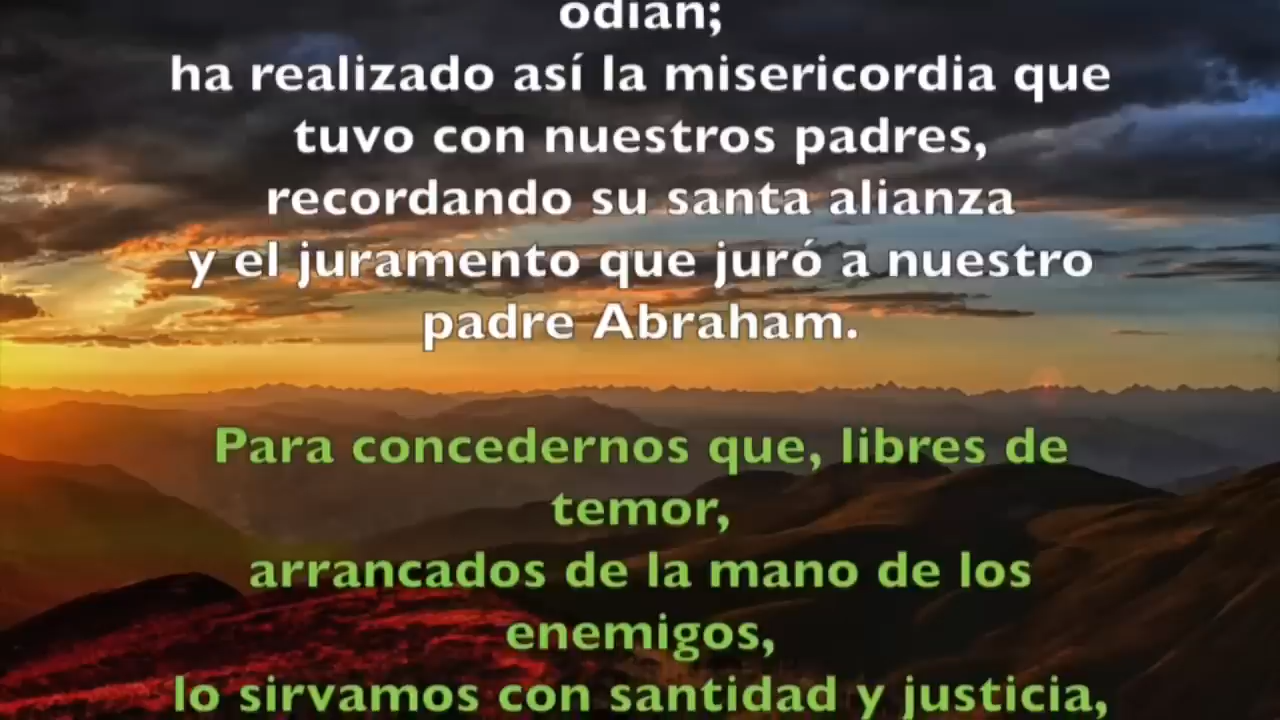 odian;
ha realizado así la misericordia que
tuvo con nuestros padres,
recordando su santa alianza
y el juramento que juró a nuestro
padre Abraham.
Para concedernos que, libres de
temor,
arrancados de la mano de los
enemigos,
lo sirvamos con santidad y justicia,